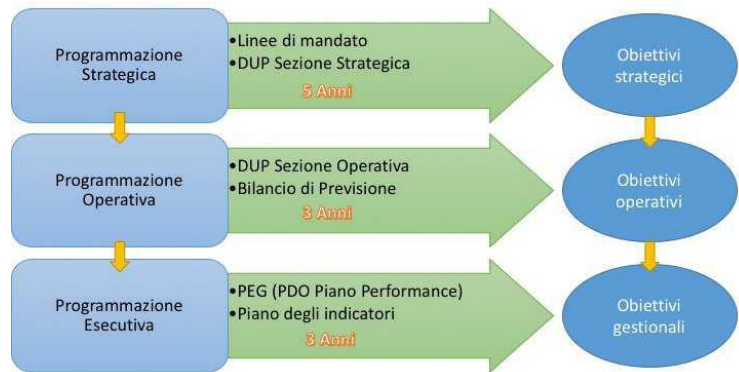 Programmazione
Strategica
•Linee di mandato
•DUP Sezione Strategica
5 Anni
Obiettivi
strategici
Programmazione
Operativa
•DUP Sezione Operativa
•Bilancio di Previsione
3 Anni
Obiettivi
operativi
Programmazione
Esecutiva
•PEG (PDO Piano Performance)
•Piano degli indicatori
3 Anni
Obiettivi
gestionali